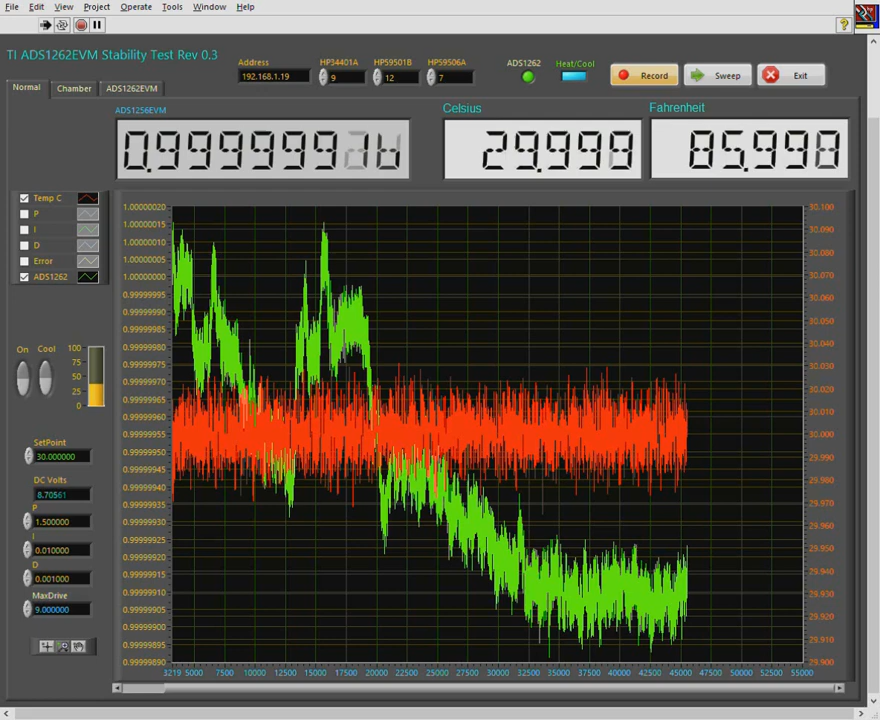 File Edit View Project Operate Tools Window Help
TI ADS1262EVM Stability Test Rev 0.3
Address
192.168.1.19
HP34401A
9
HP59501B
12
HP59506A
7
ADS1262
Heat/Cool
Record
Sweep
Exit
Normal
Chamber
ADS1262EVM
ADS1256EVM
Celsius
Fahrenheit
29.998
85.998
Temp C
P
I
D
Error
ADS1262
On
Cool
100
75
50
25
0
SetPoint
30.000000
DC Volts
8.70561
P
1.500000
I
0.010000
D
0.001000
MaxDrive
9.000000
1.00000020
1.00000015
1.00000010
1.00000005
1.00000000
0.99999995
0.99999990
0.99999985
0.99999980
0.99999975
0.99999970
0.99999965
0.99999960
0.99999955
0.99999950
0.99999945
0.99999940
0.99999935
0.99999930
0.99999925
0.99999920
0.99999915
0.99999910
0.99999905
0.99999900
0.99999895
0.99999890
30.100
30.090
30.080
30.070
30.060
30.050
30.040
30.030
30.020
30.010
30.000
29.990
29.980
29.970
29.960
29.950
29.940
29.930
29.920
29.910
29.900
3219 5000 7500 10000 12500 15000 17500 20000 22500 25000 27500 30000 32500 35000 37500 40000 42500 45000 47500 50000 52500 55000